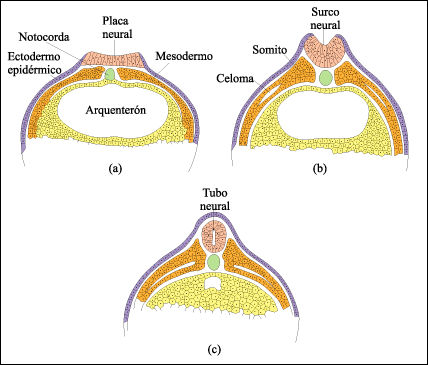 Placa
neural
Notocorda
Ectodermo
epidérmico
Mesodermo
Arquenterón
(a)
Surco
neural
Somito
Celoma
(b)
Tubo
neural
(c)